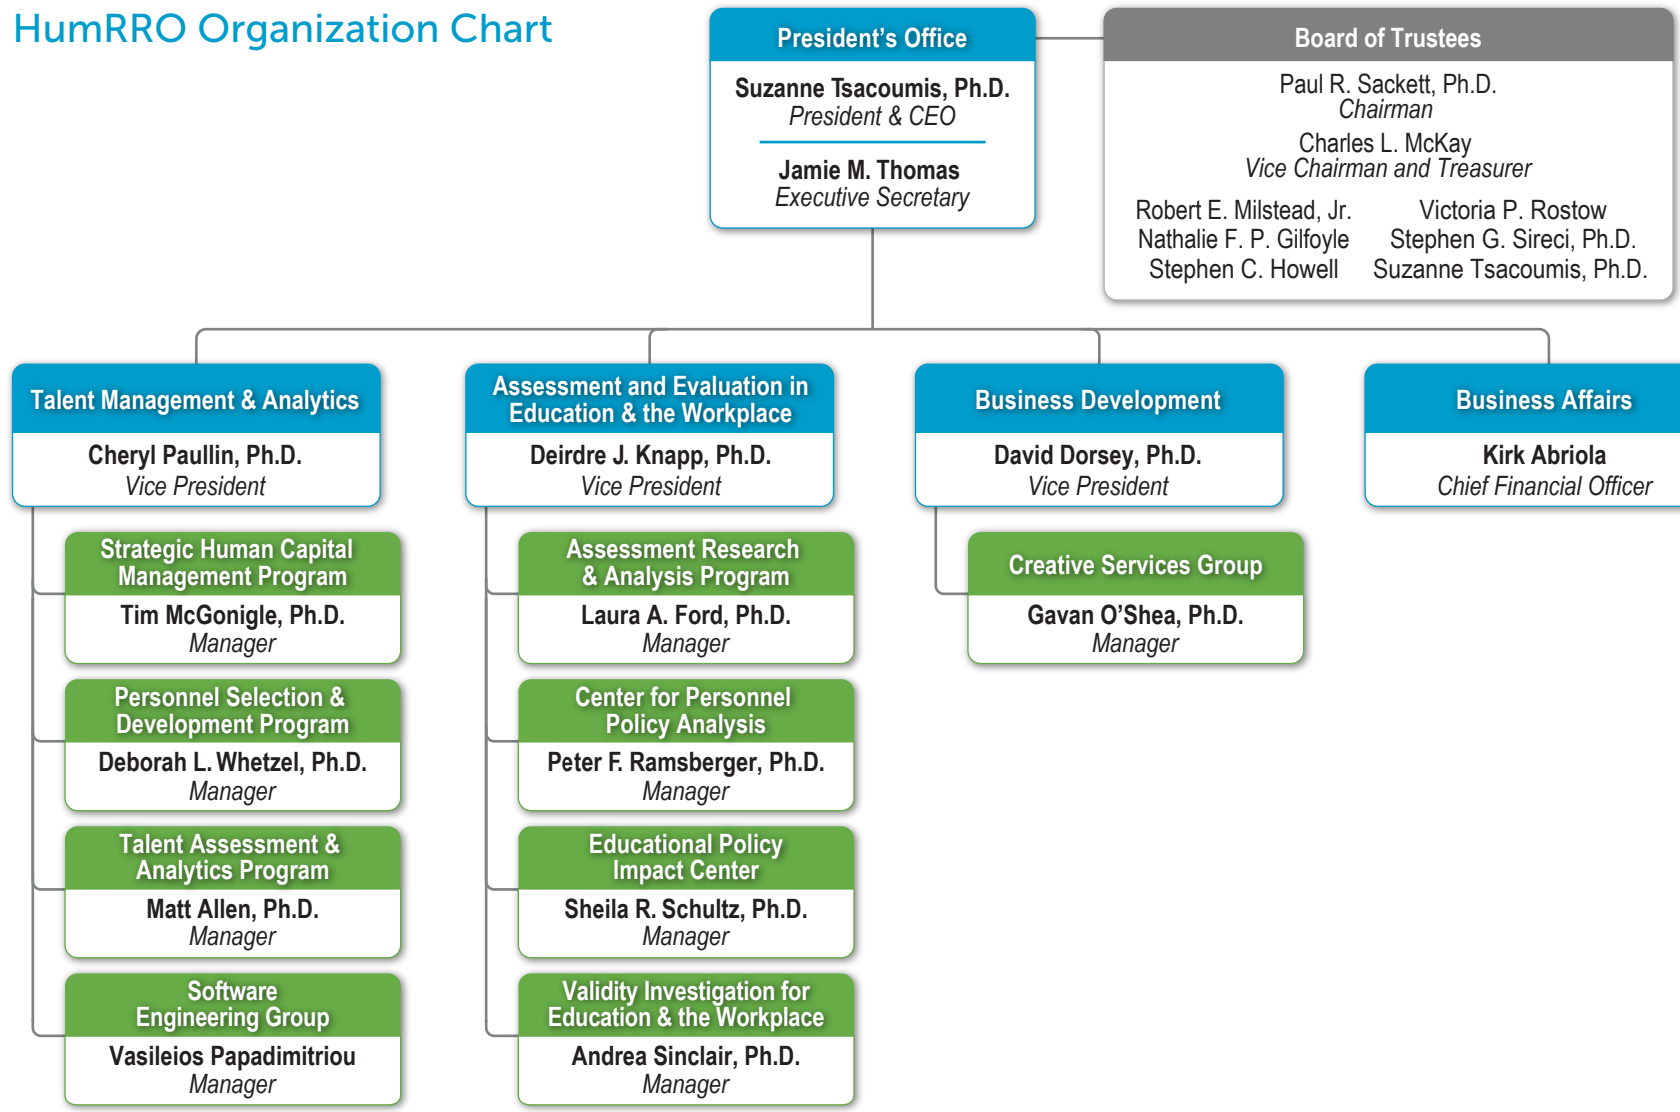 HumRRO Organization Chart
President's Office
Suzanne Tsacoumis, Ph.D.
President & CEO
Jamie M. Thomas
Executive Secretary
Board of Trustees
Paul R. Sackett, Ph.D.
Chairman
Charles L. McKay
Vice Chairman and Treasurer
Robert E. Milstead, Jr.
Nathalie F. P. Gilfoyle
Stephen C. Howell
Victoria P. Rostow
Stephen G. Sireci, Ph.D.
Suzanne Tsacoumis, Ph.D.
Talent Management & Analytics
Cheryl Paullin, Ph.D.
Vice President
Strategic Human Capital
Management Program
Tim McGonigle, Ph.D.
Manager
Personnel Selection &
Development Program
Deborah L. Whetzel, Ph.D.
Manager
Talent Assessment &
Analytics Program
Matt Allen, Ph.D.
Manager
Software
Engineering Group
Vasileios Papadimitriou
Manager
Assessment and Evaluation in
Education & the Workplace
Deirdre J. Knapp, Ph.D.
Vice President
Assessment Research
& Analysis Program
Laura A. Ford, Ph.D.
Manager
Center for Personnel
Policy Analysis
Peter F. Ramsberger, Ph.D.
Manager
Educational Policy
Impact Center
Sheila R. Schultz, Ph.D.
Manager
Validity Investigation for
Education & the Workplace
Andrea Sinclair, Ph.D.
Manager
Business Development
David Dorsey, Ph.D.
Vice President
Creative Services Group
Gavan O'Shea, Ph.D.
Manager
Business Affairs
Kirk Abriola
Chief Financial Officer